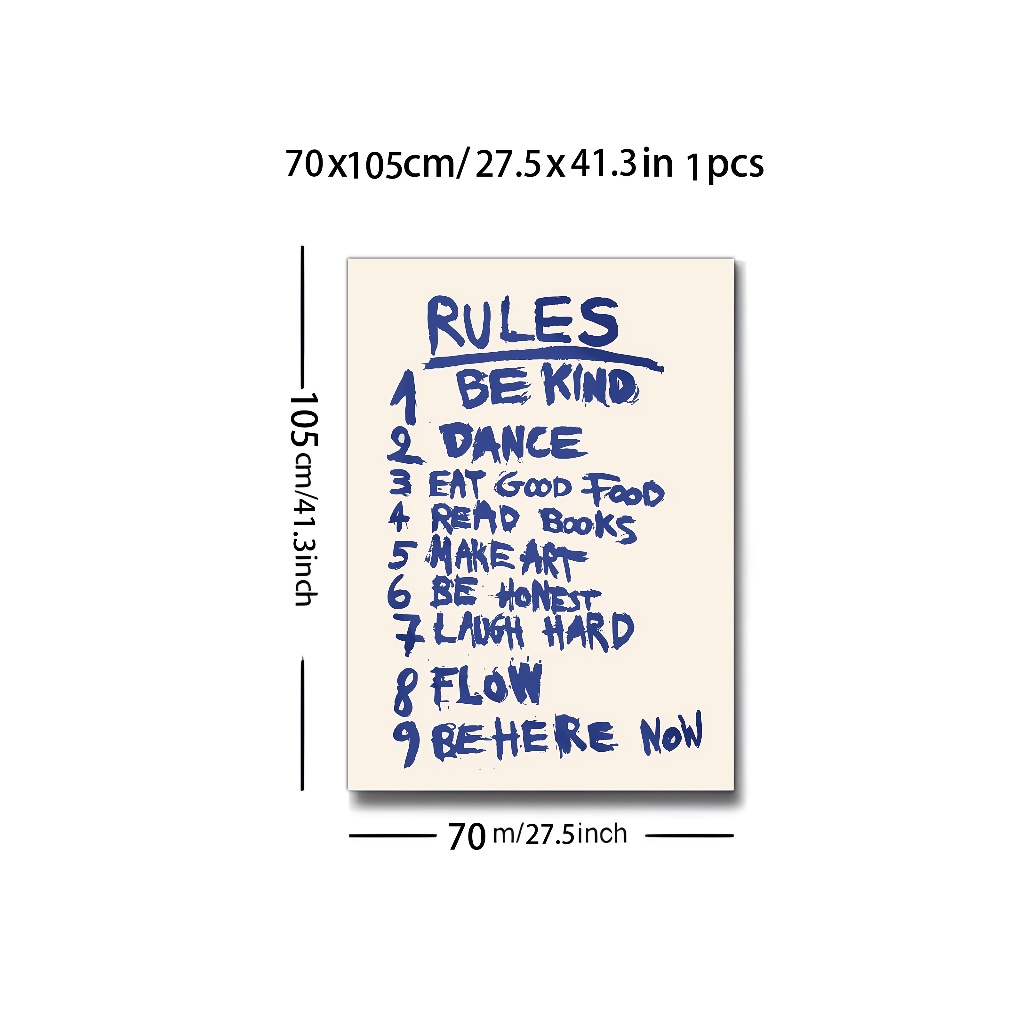 70x105cm/27.5x41.3in 1pcs
RULES
1 BE KIND
2 DANCE
3 EAT GOOD FOOD
4 READ BOOKS
5 MAKE ART
6 BE HONEST
7 LAUGH HARD
8 FLOW
9 BE HERE NOW
105cm/41.3inch
70 m/27.5inch